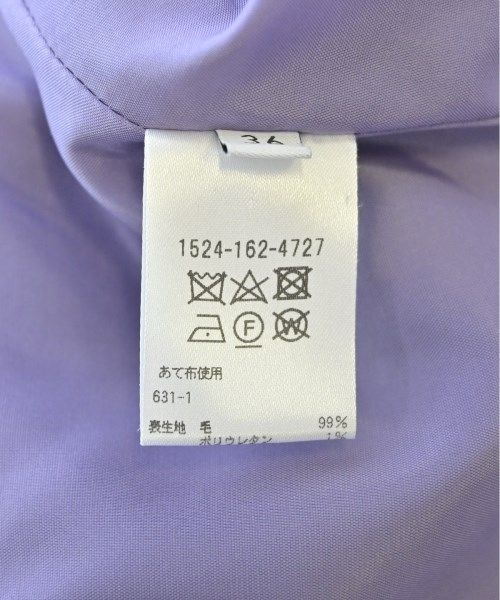 36
1524-162-4727
F W
あて布使用
631-1
表生地 毛 99%
ポリウレタン 1%